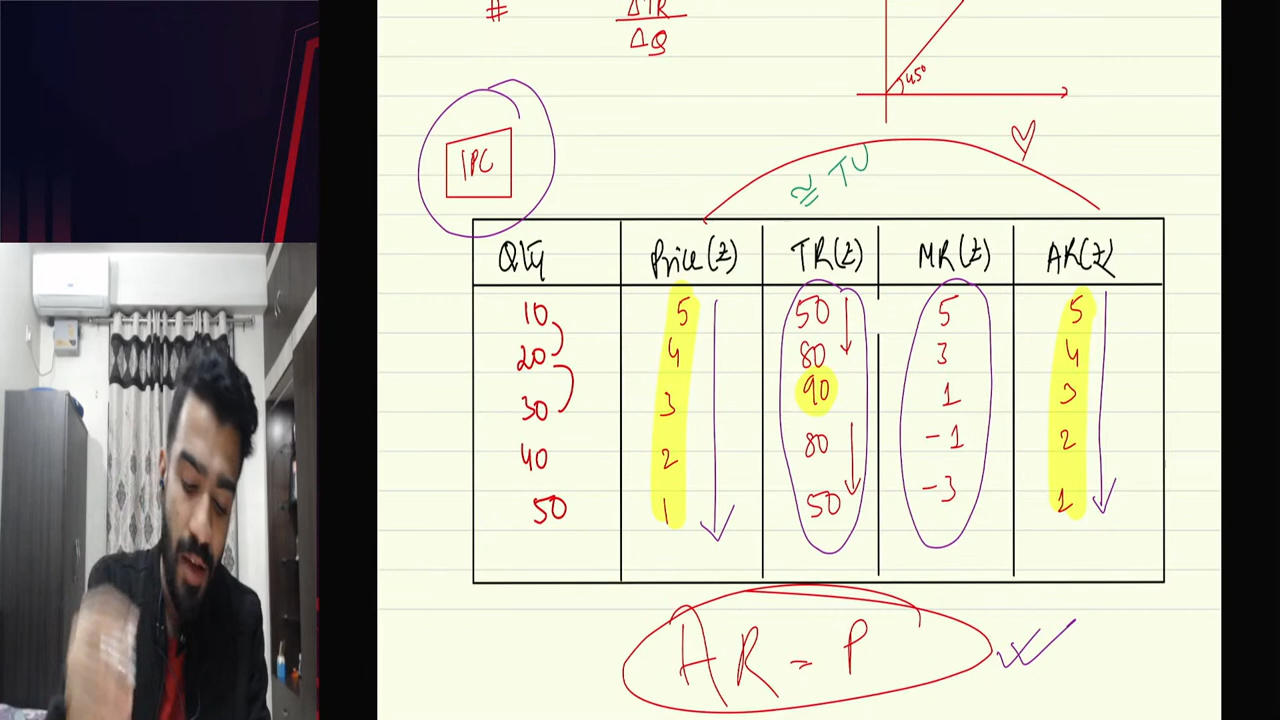 # ΔTR
ΔQ
45°
IPC
≅ TU
Qty Price(₹) TR(₹) MR(₹) AR(₹)
10 5 50 5 5
20 4 80 3 4
30 3 90 1 3
40 2 80 -1 2
50 1 50 -3 1
AR = P